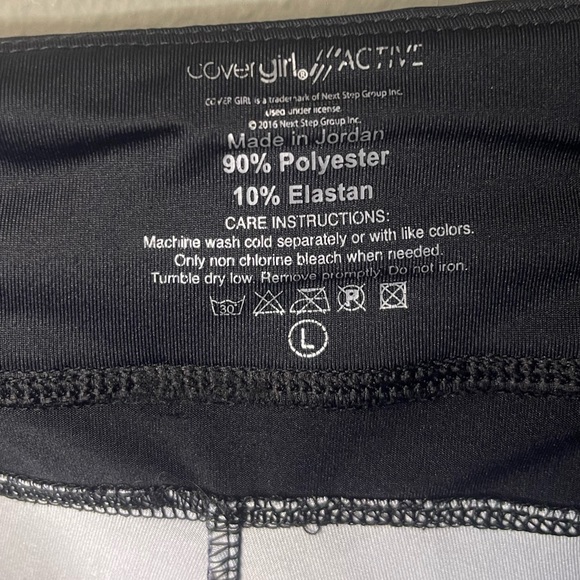 covergirl® ACTIVE
COVER GIRL is a trademark of Next Step Group Inc.
Used under license.
© 2016 Next Step Group Inc.
Made in Jordan
90% Polyester
10% Elastan
CARE INSTRUCTIONS:
Machine wash cold separately or with like colors.
Only non chlorine bleach when needed.
Tumble dry low. Remove promptly. Do not iron.
30° P
L